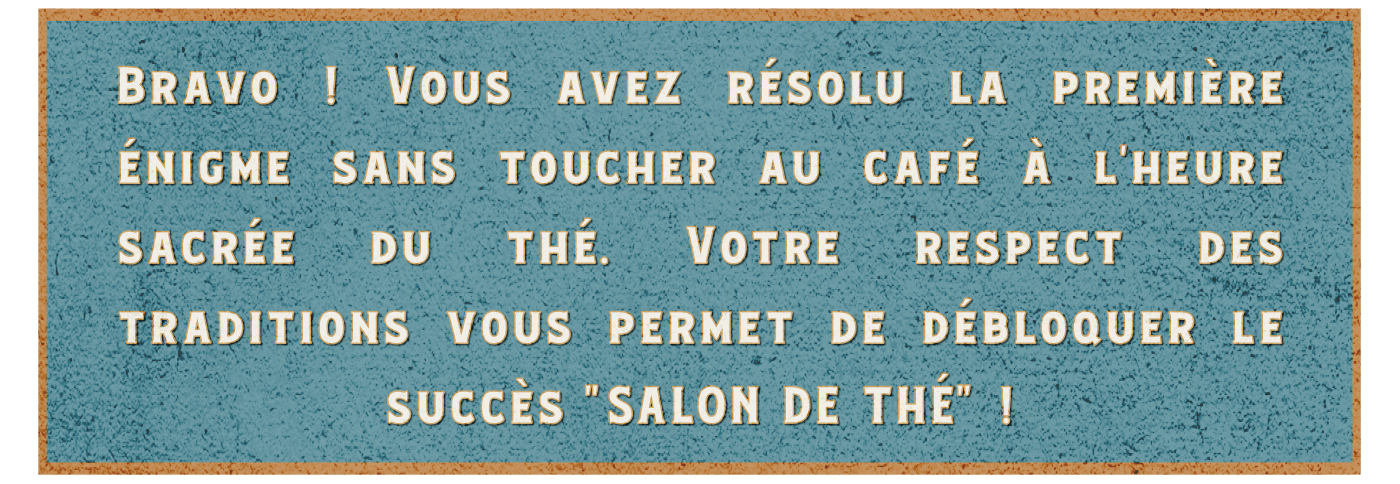 Bravo ! Vous avez résolu la première
énigme sans toucher au café à l'heure
sacrée du thé. Votre respect des
traditions vous permet de débloquer le
succès "SALON DE THÉ" !